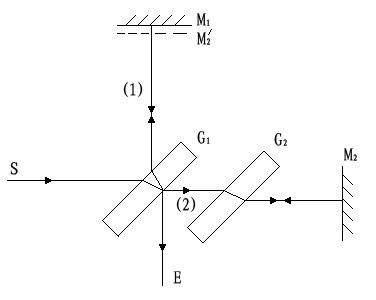 M₁
M₂′
(1)
G₁
G₂
M₂
S
(2)
E